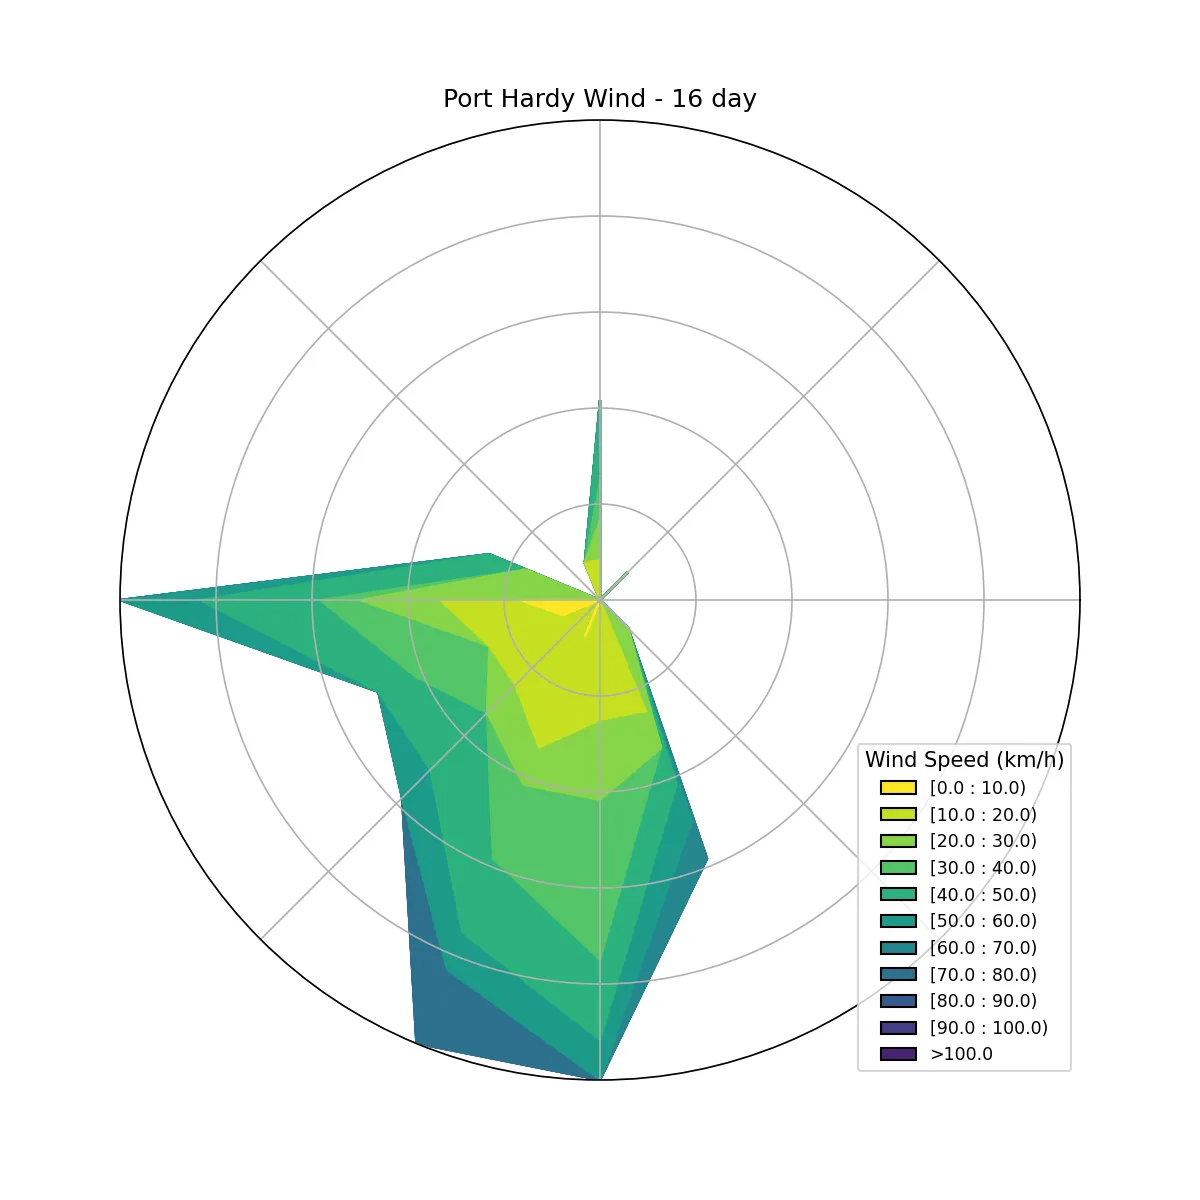 Port Hardy Wind - 16 day
Wind Speed (km/h)
[0.0 : 10.0)
[10.0 : 20.0)
[20.0 : 30.0)
[30.0 : 40.0)
[40.0 : 50.0)
[50.0 : 60.0)
[60.0 : 70.0)
[70.0 : 80.0)
[80.0 : 90.0)
[90.0 : 100.0)
>100.0